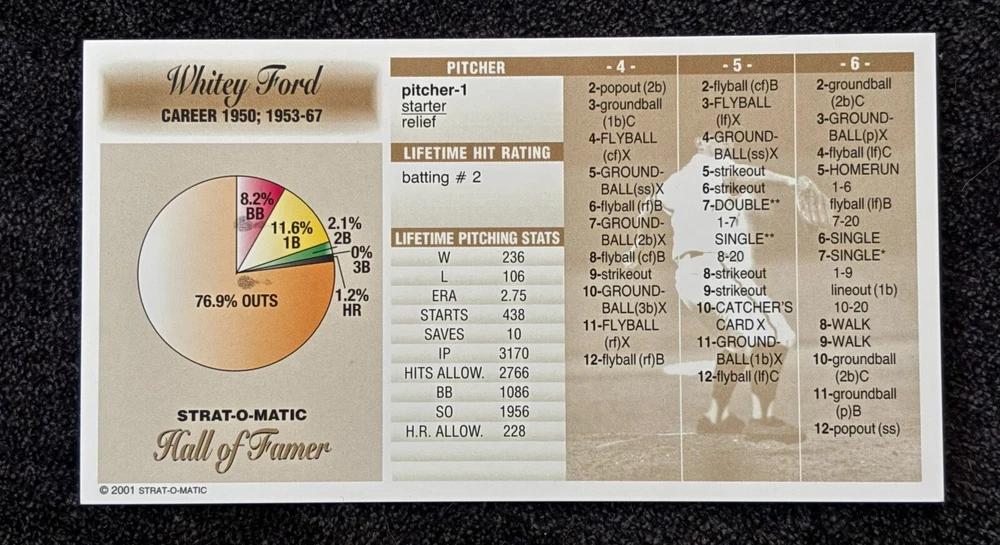 Whitey Ford
CAREER 1950; 1953-67
8.2%
BB
11.6%
1B
2.1%
2B
0%
3B
1.2%
HR
76.9% OUTS
STRAT-O-MATIC
Hall of Famer
© 2001 STRAT-O-MATIC
PITCHER
pitcher-1
starter
relief
LIFETIME HIT RATING
batting # 2
LIFETIME PITCHING STATS
W 236
L 106
ERA 2.75
STARTS 438
SAVES 10
IP 3170
HITS ALLOW. 2766
BB 1086
SO 1956
H.R. ALLOW. 228
- 4 -
2-popout (2b)
3-groundball
(1b)C
4-FLYBALL
(cf)X
5-GROUND-
BALL(ss)X
6-flyball (rf)B
7-GROUND-
BALL(2b)X
8-flyball (cf)B
9-strikeout
10-GROUND-
BALL(3b)X
11-FLYBALL
(rf)X
12-flyball (rf)B
- 5 -
2-flyball (cf)B
3-FLYBALL
(lf)X
4-GROUND-
BALL(ss)X
5-strikeout
6-strikeout
7-DOUBLE**
1-7
SINGLE**
8-20
8-strikeout
9-strikeout
10-CATCHER'S
CARD X
11-GROUND-
BALL(1b)X
12-flyball (lf)C
- 6 -
2-groundball
(2b)C
3-GROUND-
BALL(p)X
4-flyball (lf)C
5-HOMERUN
1-6
flyball (lf)B
7-20
6-SINGLE
7-SINGLE*
1-9
lineout (1b)
10-20
8-WALK
9-WALK
10-groundball
(2b)C
11-groundball
(p)B
12-popout (ss)